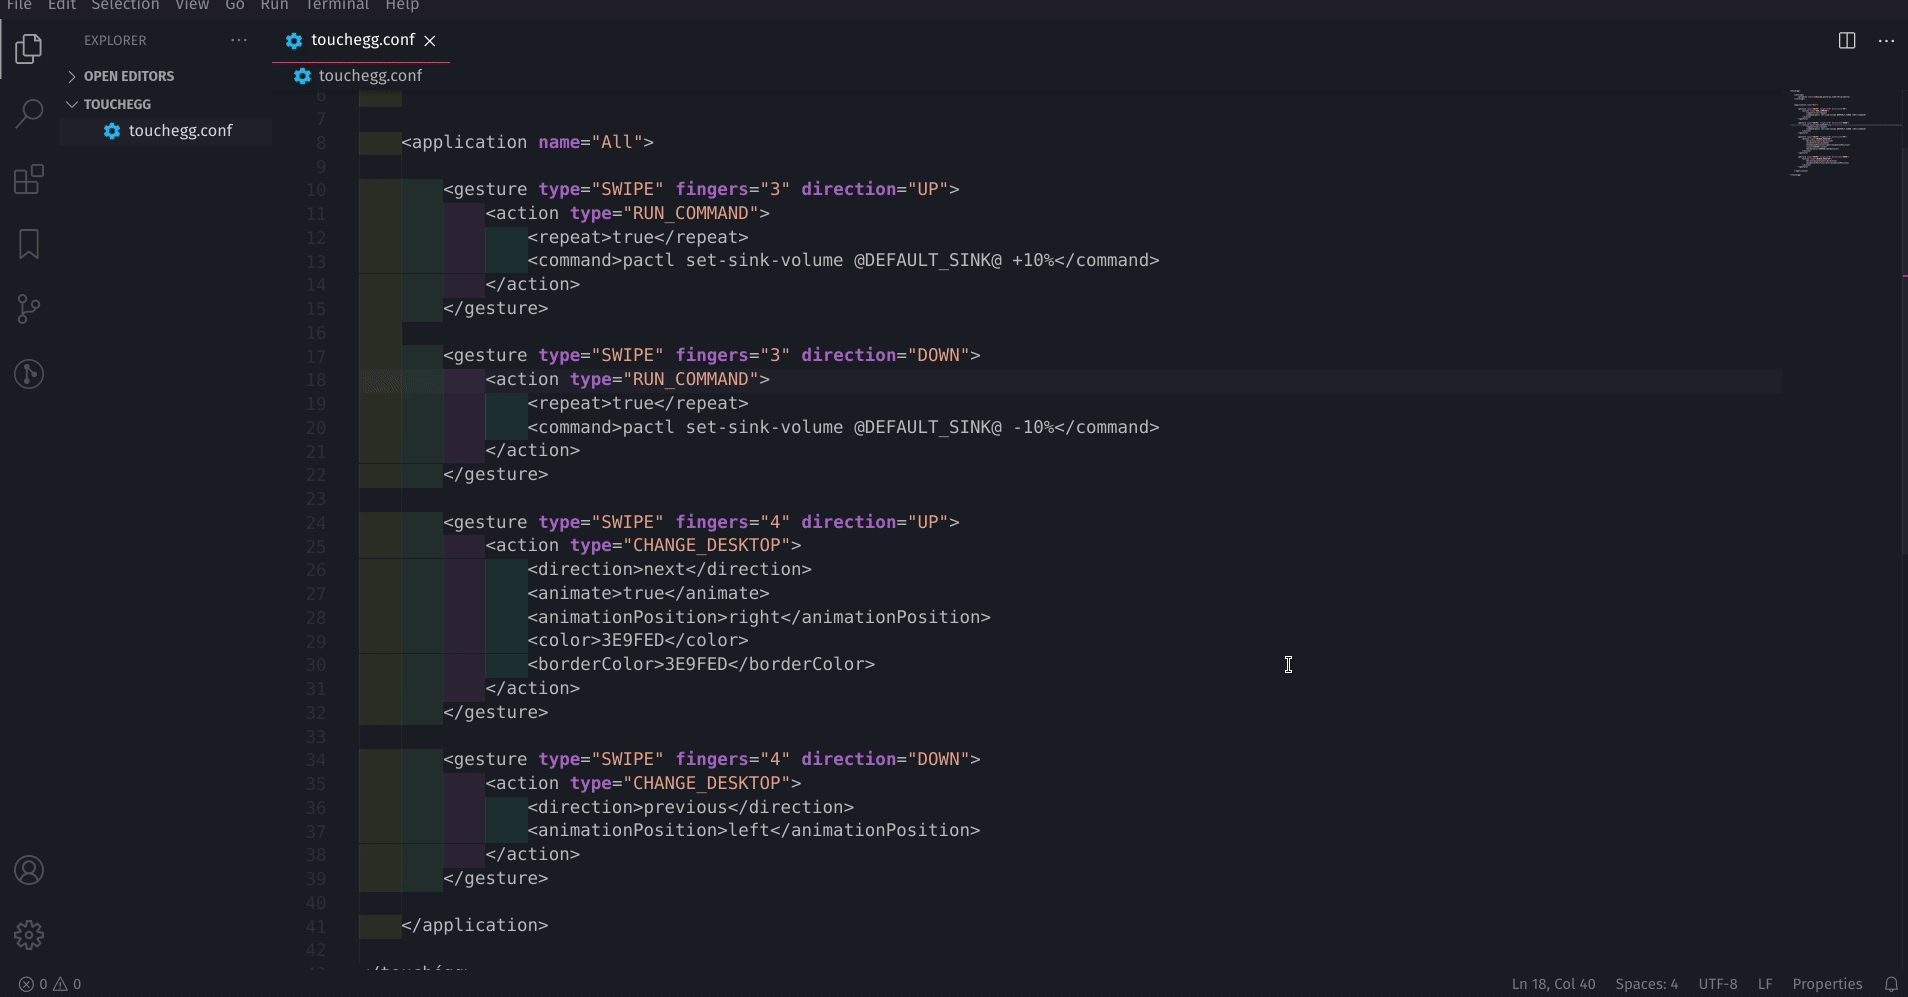 File Edit Selection View Go Run Terminal Help
EXPLORER ···
touchegg.conf
OPEN EDITORS
TOUCHEGG
touchegg.conf
touchegg.conf
6
7
8 <application name="All">
9
10 <gesture type="SWIPE" fingers="3" direction="UP">
11 <action type="RUN_COMMAND">
12 <repeat>true</repeat>
13 <command>pactl set-sink-volume @DEFAULT_SINK@ +10%</command>
14 </action>
15 </gesture>
16
17 <gesture type="SWIPE" fingers="3" direction="DOWN">
18 <action type="RUN_COMMAND">
19 <repeat>true</repeat>
20 <command>pactl set-sink-volume @DEFAULT_SINK@ -10%</command>
21 </action>
22 </gesture>
23
24 <gesture type="SWIPE" fingers="4" direction="UP">
25 <action type="CHANGE_DESKTOP">
26 <direction>next</direction>
27 <animate>true</animate>
28 <animationPosition>right</animationPosition>
29 <color>3E9FED</color>
30 <borderColor>3E9FED</borderColor>
31 </action>
32 </gesture>
33
34 <gesture type="SWIPE" fingers="4" direction="DOWN">
35 <action type="CHANGE_DESKTOP">
36 <direction>previous</direction>
37 <animationPosition>left</animationPosition>
38 </action>
39 </gesture>
40
41 </application>
42
0 0 Ln 18, Col 40 Spaces: 4 UTF-8 LF Properties